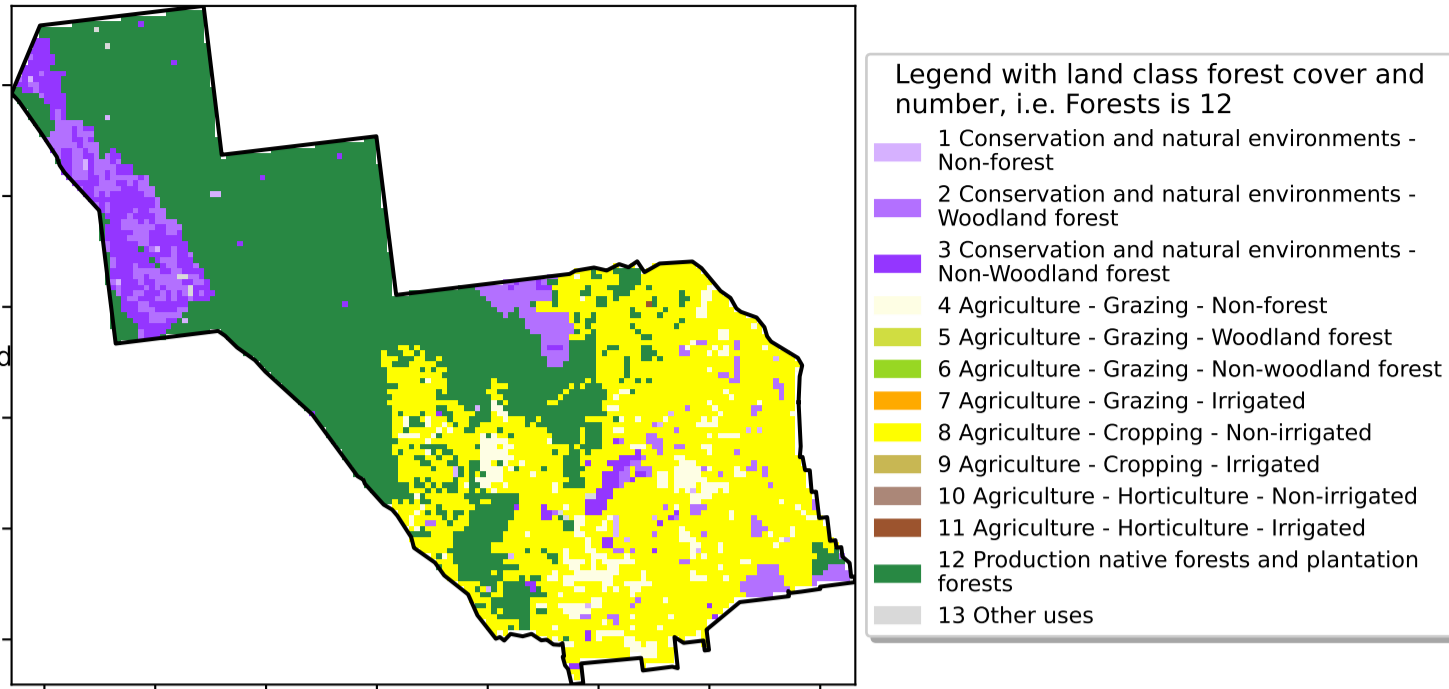 d
Legend with land class forest cover and
number, i.e. Forests is 12
1 Conservation and natural environments -
Non-forest
2 Conservation and natural environments -
Woodland forest
3 Conservation and natural environments -
Non-Woodland forest
4 Agriculture - Grazing - Non-forest
5 Agriculture - Grazing - Woodland forest
6 Agriculture - Grazing - Non-woodland forest
7 Agriculture - Grazing - Irrigated
8 Agriculture - Cropping - Non-irrigated
9 Agriculture - Cropping - Irrigated
10 Agriculture - Horticulture - Non-irrigated
11 Agriculture - Horticulture - Irrigated
12 Production native forests and plantation
forests
13 Other uses